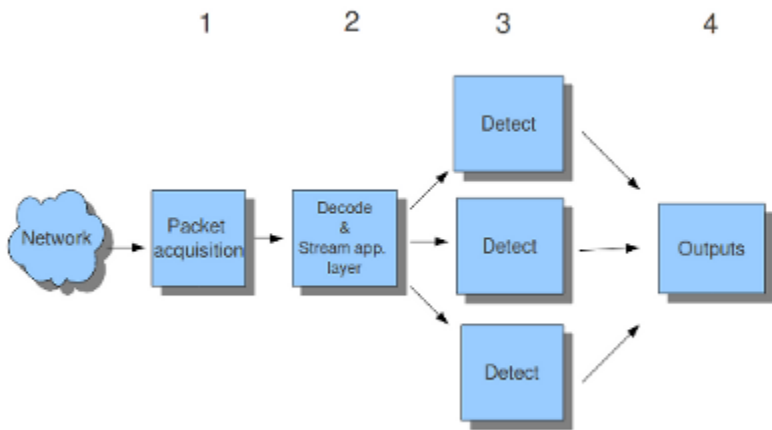 1 2 3 4
Network
Packet
acquisition
Decode
&
Stream app.
layer
Detect
Detect
Detect
Outputs